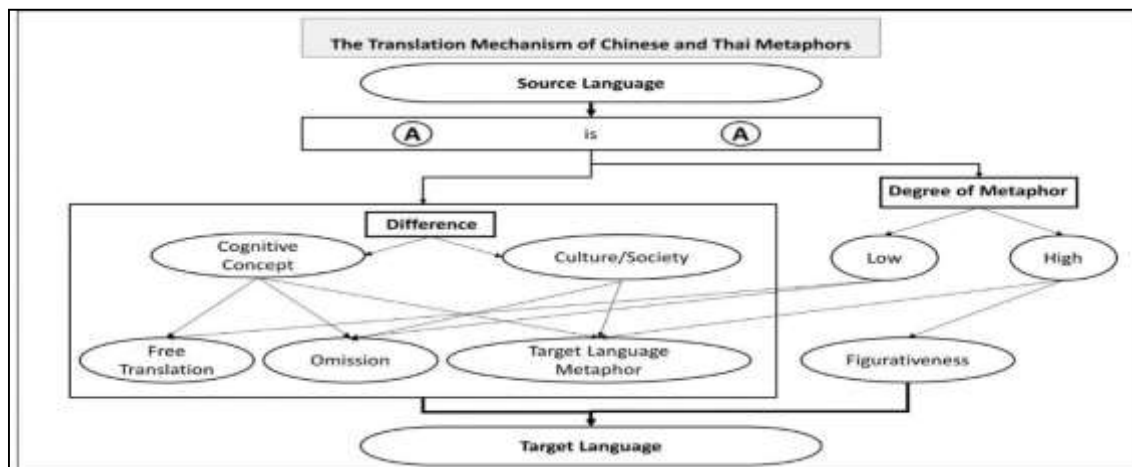 The Translation Mechanism of Chinese and Thai Metaphors
Source Language
A is A
Degree of Metaphor
Difference
Cognitive
Concept
Culture/Society
Low
High
Free
Translation
Omission
Target Language
Metaphor
Figurativeness
Target Language